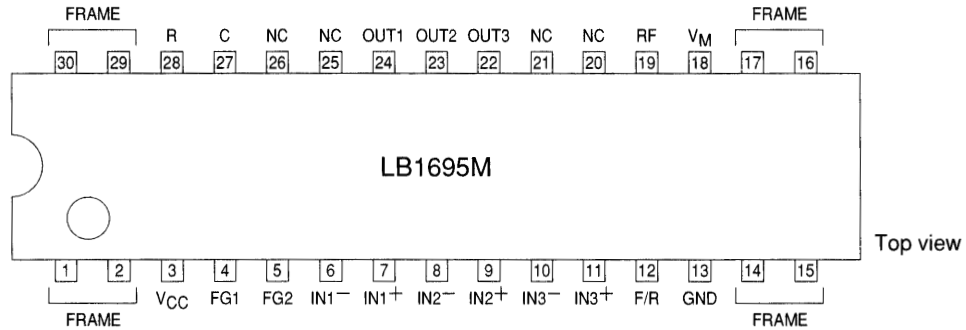 FRAME FRAME
R C NC NC OUT1 OUT2 OUT3 NC NC RF VM
30 29 28 27 26 25 24 23 22 21 20 19 18 17 16
LB1695M
Top view
1 2 3 4 5 6 7 8 9 10 11 12 13 14 15
VCC FG1 FG2 IN1− IN1+ IN2− IN2+ IN3− IN3+ F/R GND
FRAME FRAME